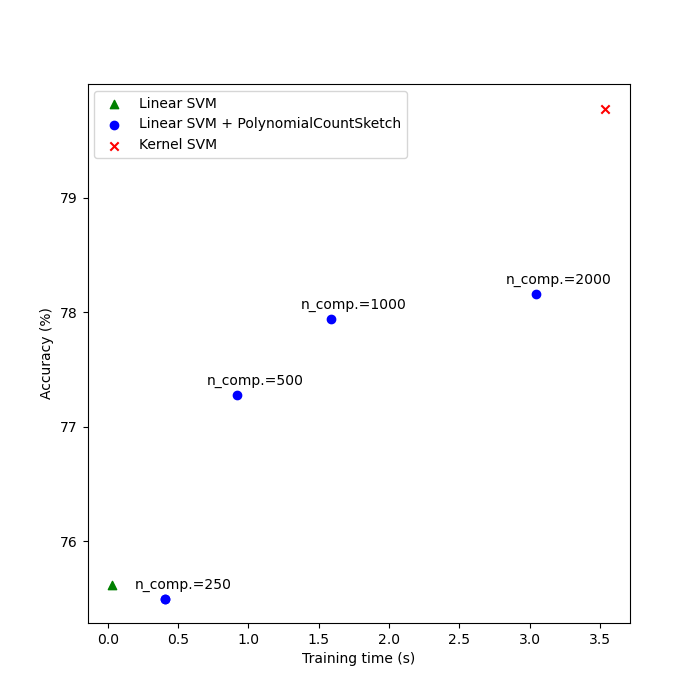 Linear SVM
Linear SVM + PolynomialCountSketch
Kernel SVM
79
n_comp.=2000
78
n_comp.=1000
Accuracy (%)
n_comp.=500
77
76
n_comp.=250
0.0 0.5 1.0 1.5 2.0 2.5 3.0 3.5
Training time (s)